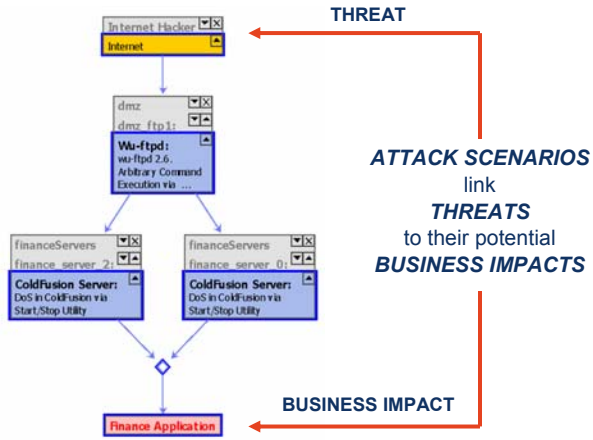 Internet Hacker
Internet
dmz
dmz_ftp1:
Wu-ftpd:
wu-ftpd 2.6.
Arbitrary Command
Execution via ...
financeServers
finance_server_2:
ColdFusion Server:
DoS in ColdFusion via
Start/Stop Utility
financeServers
finance_server_0:
ColdFusion Server:
DoS in ColdFusion via
Start/Stop Utility
Finance Application
THREAT
ATTACK SCENARIOS
link
THREATS
to their potential
BUSINESS IMPACTS
BUSINESS IMPACT